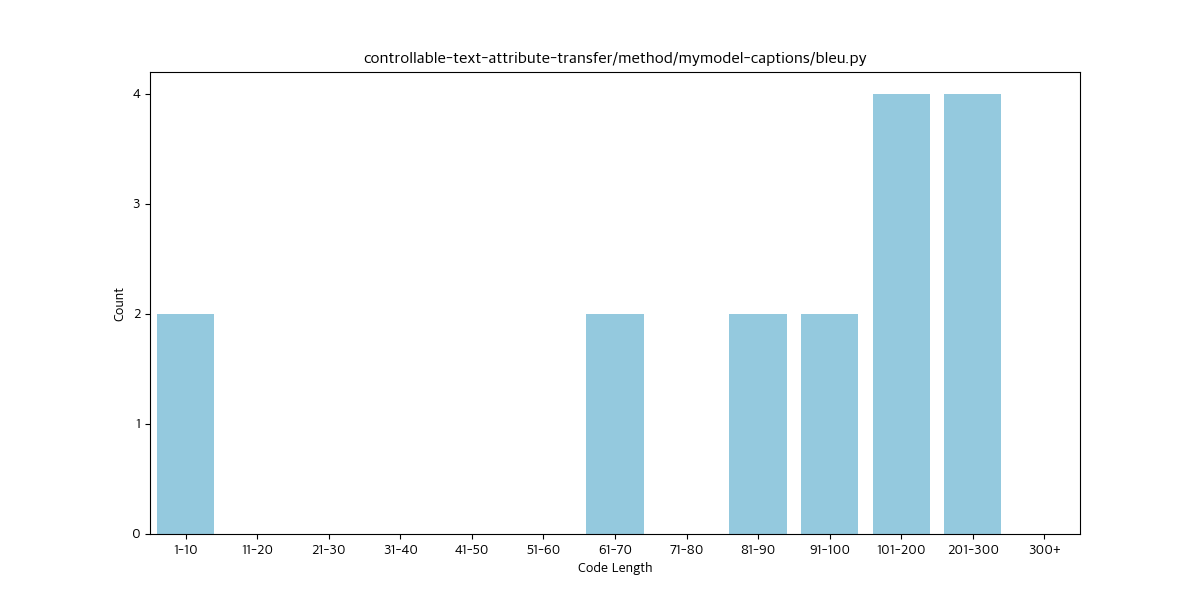 controllable-text-attribute-transfer/method/mymodel-captions/bleu.py
4
3
2
1
0
Count
1-10 11-20 21-30 31-40 41-50 51-60 61-70 71-80 81-90 91-100 101-200 201-300 300+
Code Length